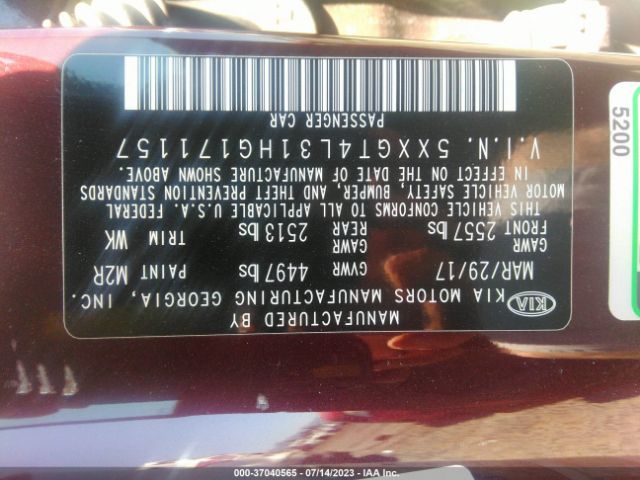 KIA
MANUFACTURED BY
KIA MOTORS MANUFACTURING GEORGIA, INC.
MAR/29/17 GVWR 4497 lbs PAINT M2R
GAWR FRONT 2557 lbs GAWR REAR 2513 lbs TRIM WK
THIS VEHICLE CONFORMS TO ALL APPLICABLE U.S.A. FEDERAL
MOTOR VEHICLE SAFETY, BUMPER, AND THEFT PREVENTION STANDARDS
IN EFFECT ON THE DATE OF MANUFACTURE SHOWN ABOVE.
V.I.N. 5XXGT4L31HG171157
PASSENGER CAR
5200
000-37040565 - 07/14/2023 - IAA Inc.